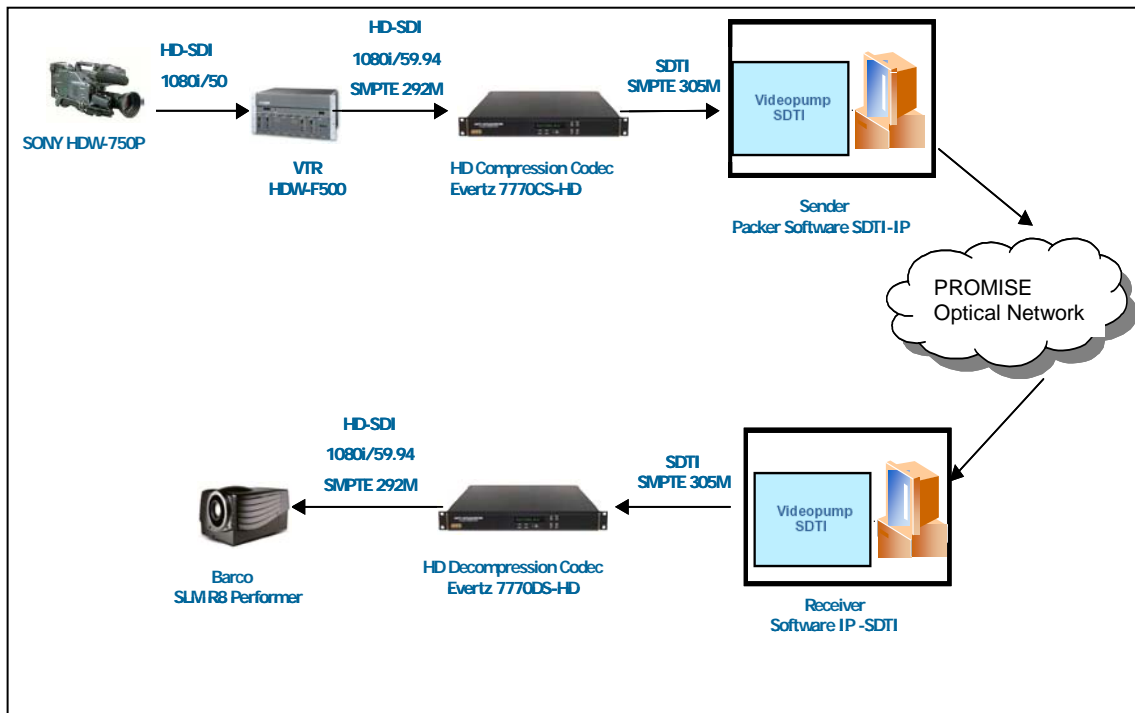 HD-SDI
1080i/50
SONY HDW-750P
HD-SDI
1080i/59.94
SMPTE 292M
VTR
HDW-F500
HD Compression Codec
Evertz 7770CS-HD
SDTI
SMPTE 305M
Videopump
SDTI
Sender
Packer Software SDTI-IP
PROMISE
Optical Network
Videopump
SDTI
Receiver
Software IP -SDTI
SDTI
SMPTE 305M
HD Decompression Codec
Evertz 7770DS-HD
HD-SDI
1080i/59.94
SMPTE 292M
Barco
SLM R8 Performer